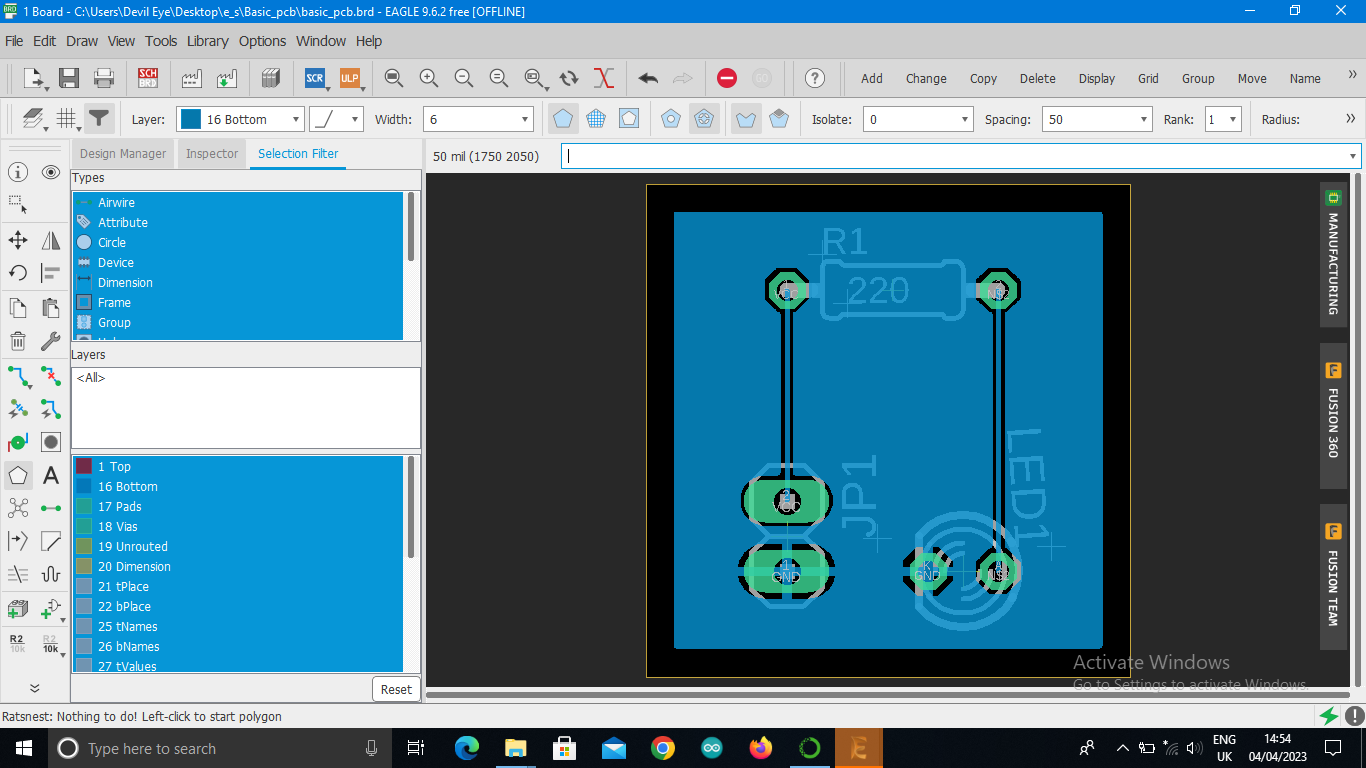 1 Board - C:\Users\Devil Eye\Desktop\e_s\Basic_pcb\basic_pcb.brd - EAGLE 9.6.2 free [OFFLINE]
File Edit Draw View Tools Library Options Window Help
SCH BRD SCR ULP GO Add Change Copy Delete Display Grid Group Move Name »
Layer: 16 Bottom Width: 6 Isolate: 0 Spacing: 50 Rank: 1 Radius: »
Design Manager Inspector Selection Filter
50 mil (1750 2050)
Types
Airwire
Attribute
Circle
Device
Dimension
Frame
Group
Layers
<All>
1 Top
16 Bottom
17 Pads
18 Vias
19 Unrouted
20 Dimension
21 tPlace
22 bPlace
25 tNames
26 bNames
27 tValues
Reset
R2 10k
R2 10k
R1
220
VCC
NS2
JP1
LED1
2
VCC
1
GND
K
GND
A
NS2
MANUFACTURING
FUSION 360
FUSION TEAM
Activate Windows
Go to Settings to activate Windows.
Ratsnest: Nothing to do! Left-click to start polygon
Type here to search
ENG
UK
14:54
04/04/2023